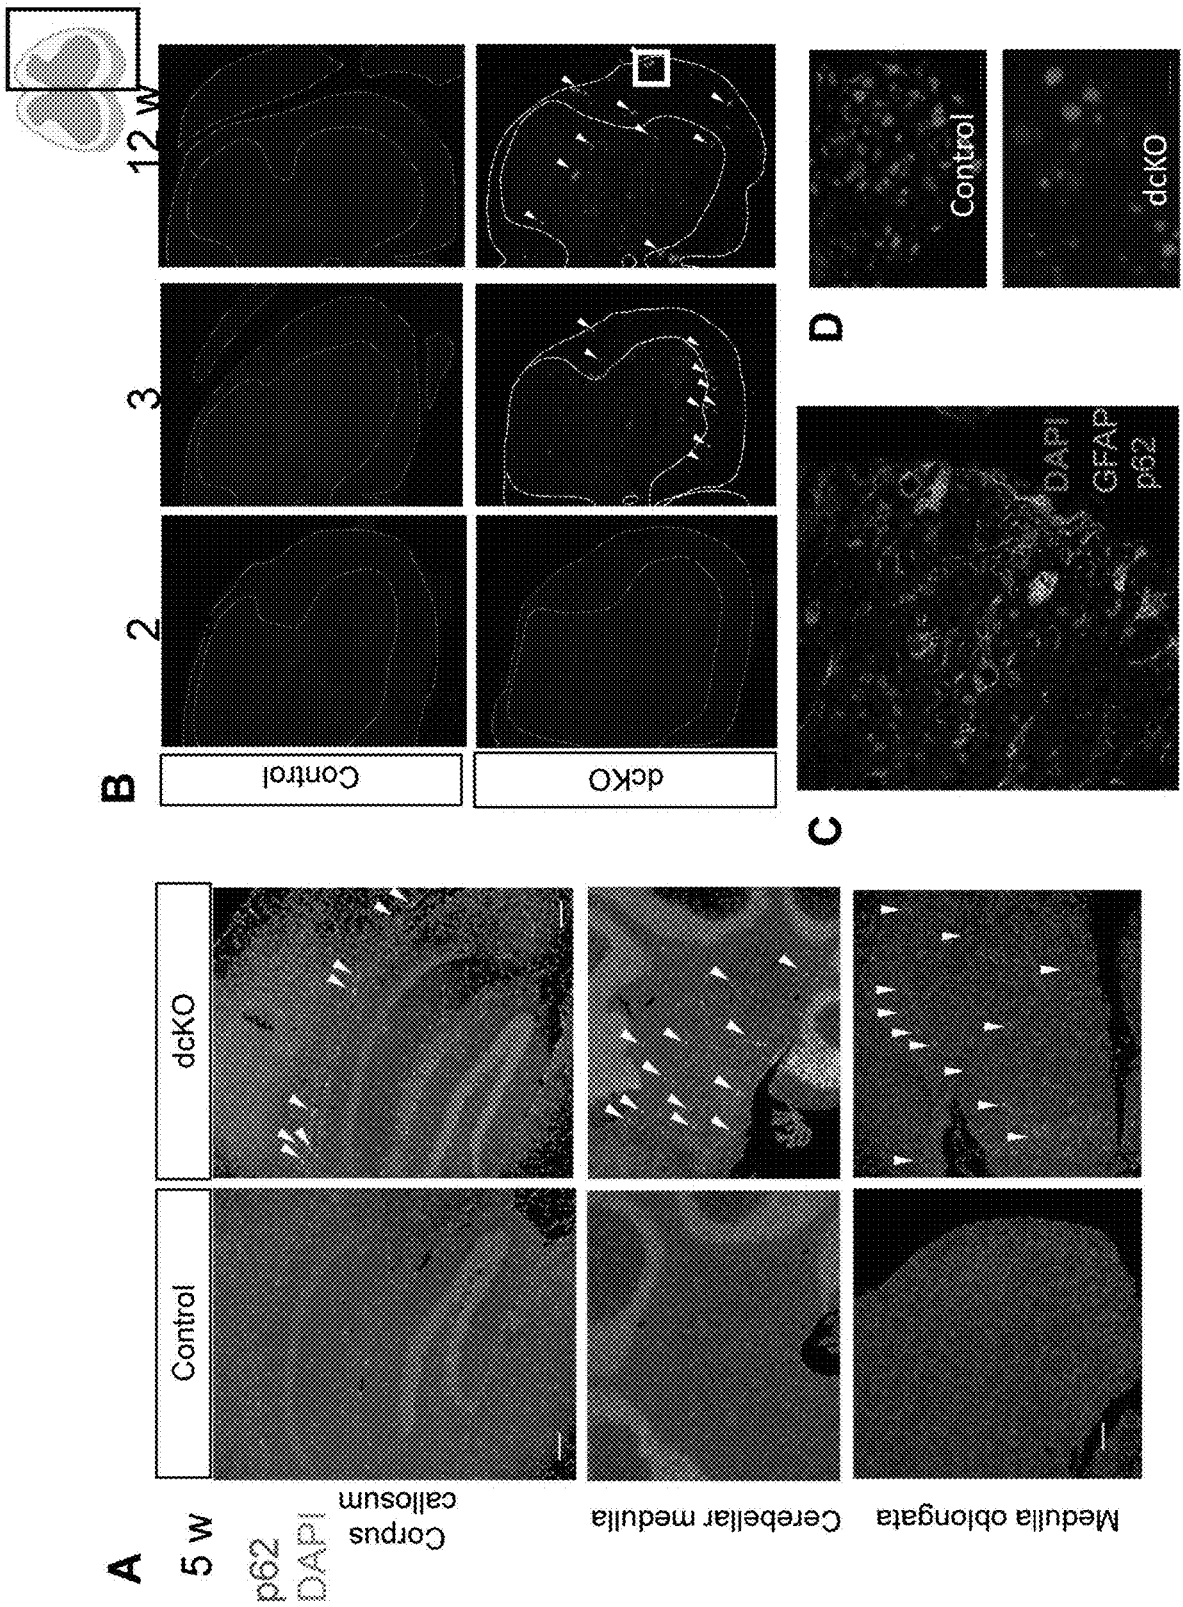 A
5 w
p62
DAPI
Control
dcKO
Corpus
callosum
Cerebellar medulla
Medulla oblongata
B
2
3
12 w
Control
dcKO
C
DAPI
GFAP
p62
D
Control
dcKO